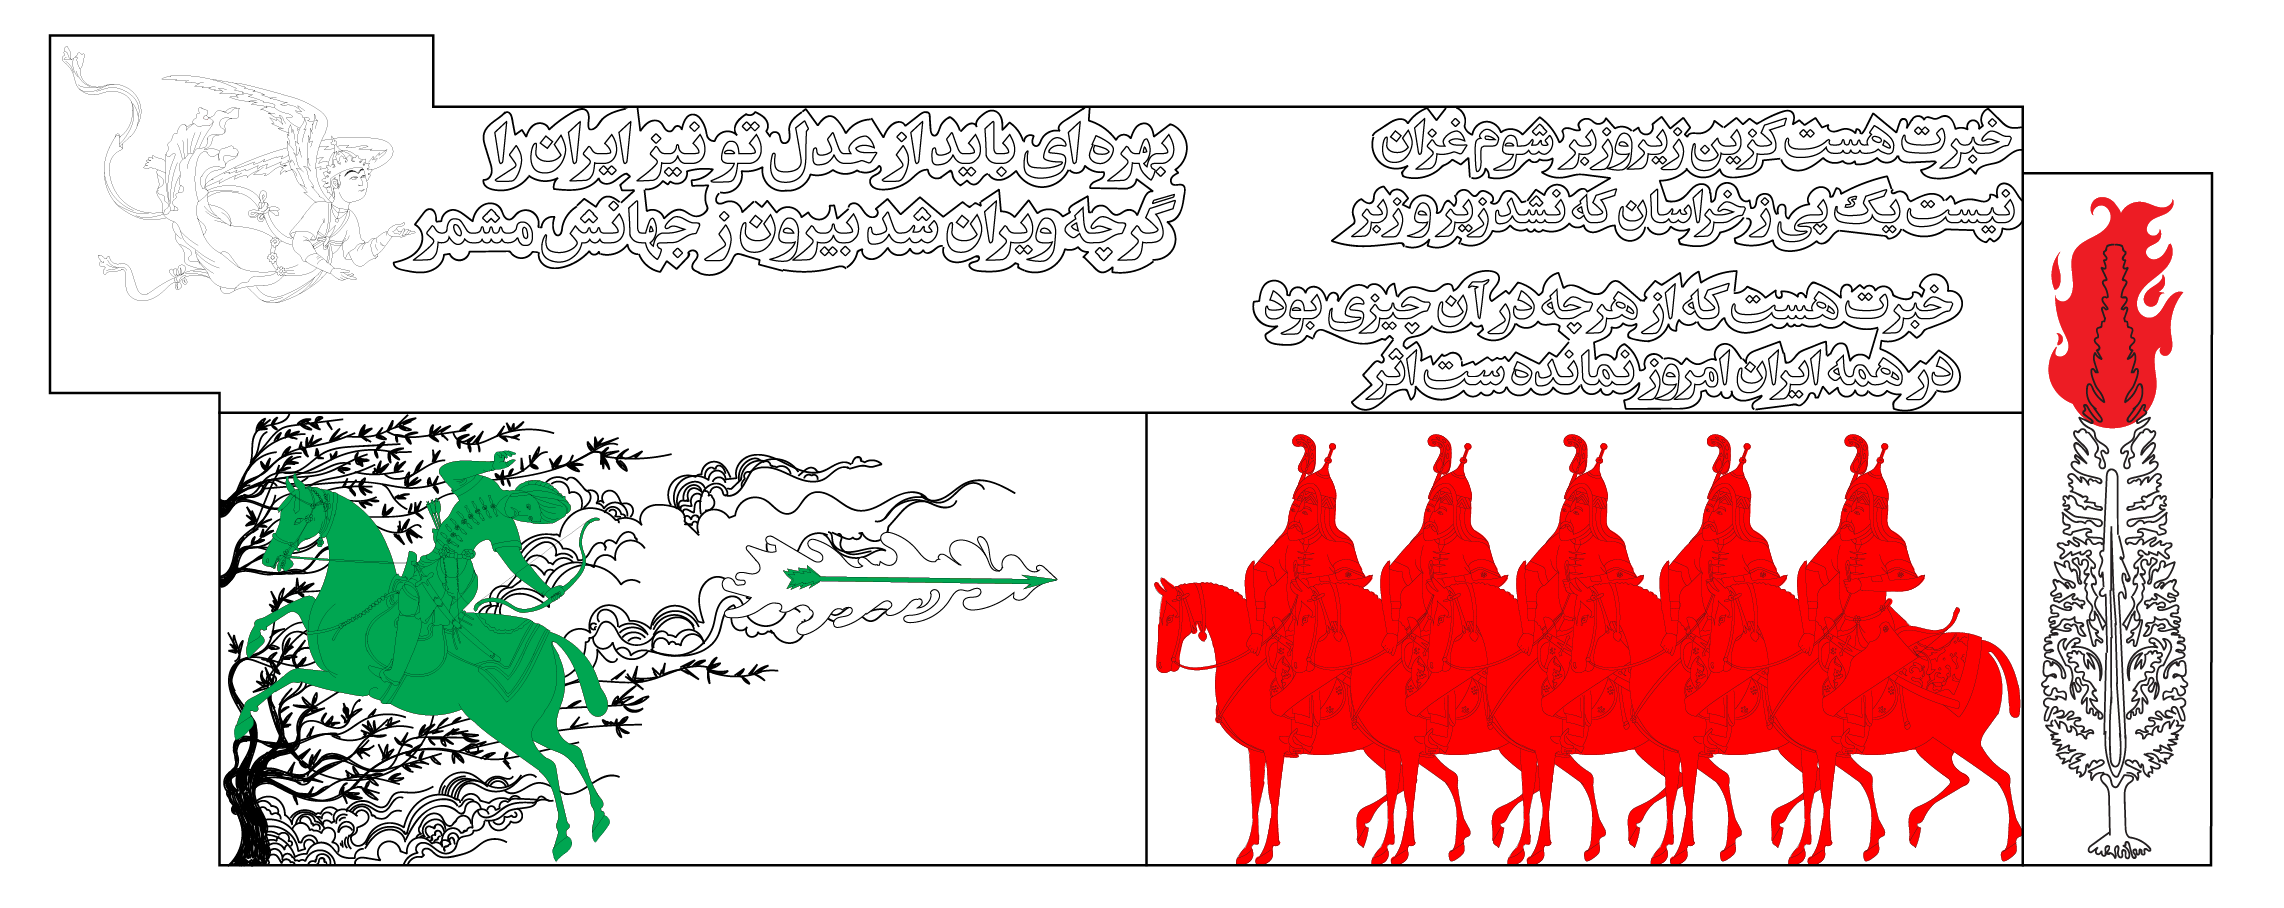 خبرت هست کزین زیر و زبر شوم غزان
نیست یک پی ز خراسان که نشد زیر و زبر
خبرت هست که از هر چه در آن چیزی بود
در همه ایران امروز نمانده ست اثر
بهره ای باید از عدل تو نیز ایران را
گرچه ویران شد بیرون ز جهانش مشمر